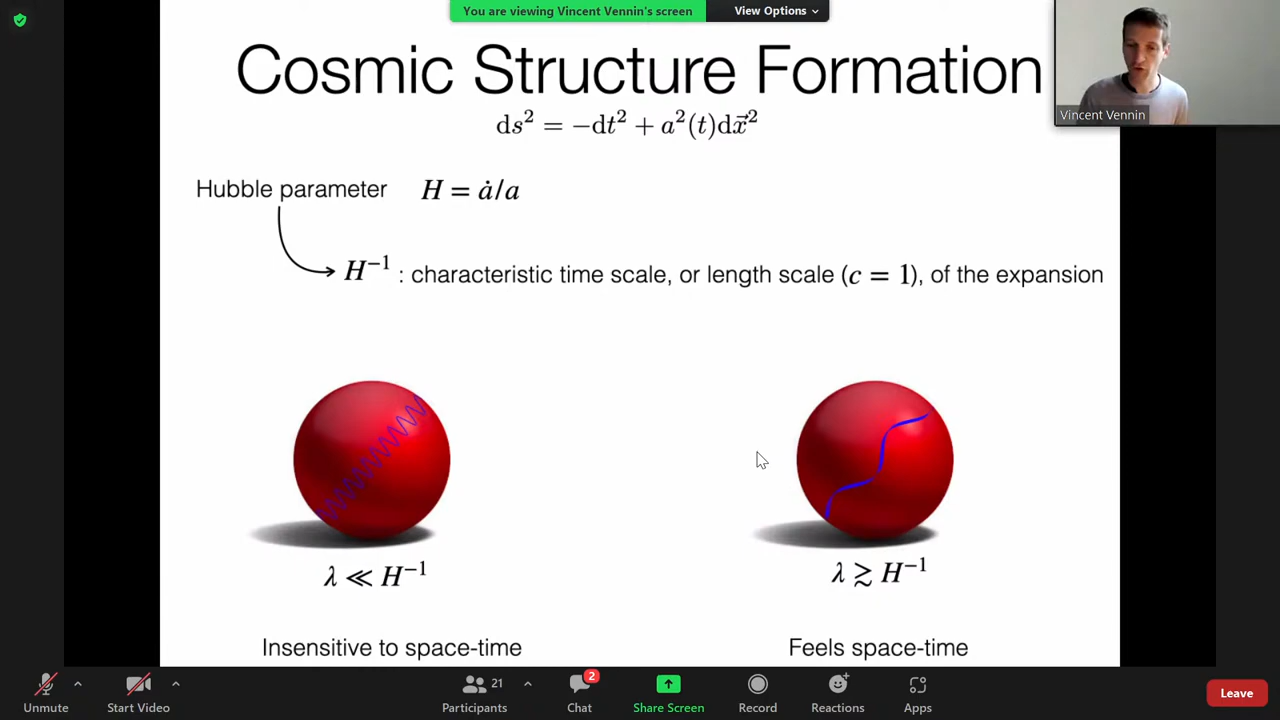 You are viewing Vincent Vennin's screen
View Options
Cosmic Structure Formation
ds² = −dt² + a²(t)dx⃗²
Vincent Vennin
Hubble parameter H = ȧ/a
H⁻¹ : characteristic time scale, or length scale (c = 1), of the expansion
λ ≪ H⁻¹
λ ≳ H⁻¹
Insensitive to space-time
Feels space-time
Unmute
Start Video
21
Participants
2
Chat
Share Screen
Record
Reactions
Apps
Leave